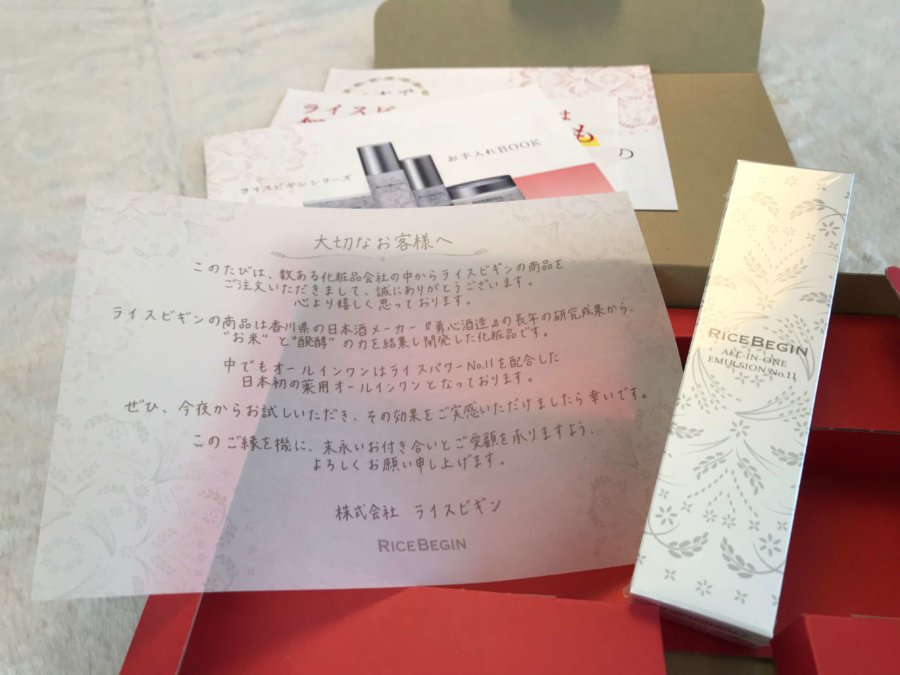 ライスビ
は
も
の
お手入れBOOK
ライスビギンシリーズ
大切なお客様へ
このたびは、数ある化粧品会社の中からライスビギンの商品を
ご注文いただきまして、誠にありがとうございます。
心より嬉しく思っております。
ライスビギンの商品は香川県の日本酒メーカー『勇心酒造』の長年の研究成果から、
"お米"と"醗酵"の力を結集し開発した化粧品です。
中でもオールインワンはライスパワーNo.11を配合した
日本初の薬用オールインワンとなっております。
ぜひ、今夜からお試しいただき、その効果をご実感いただけましたら幸いです。
このご縁を機に、末永いお付き合いとご愛顧を承りますよう、
よろしくお願い申し上げます。
株式会社 ライスビギン
RICEBEGIN
RICEBEGIN
ALL-IN-ONE
EMULSION No.11